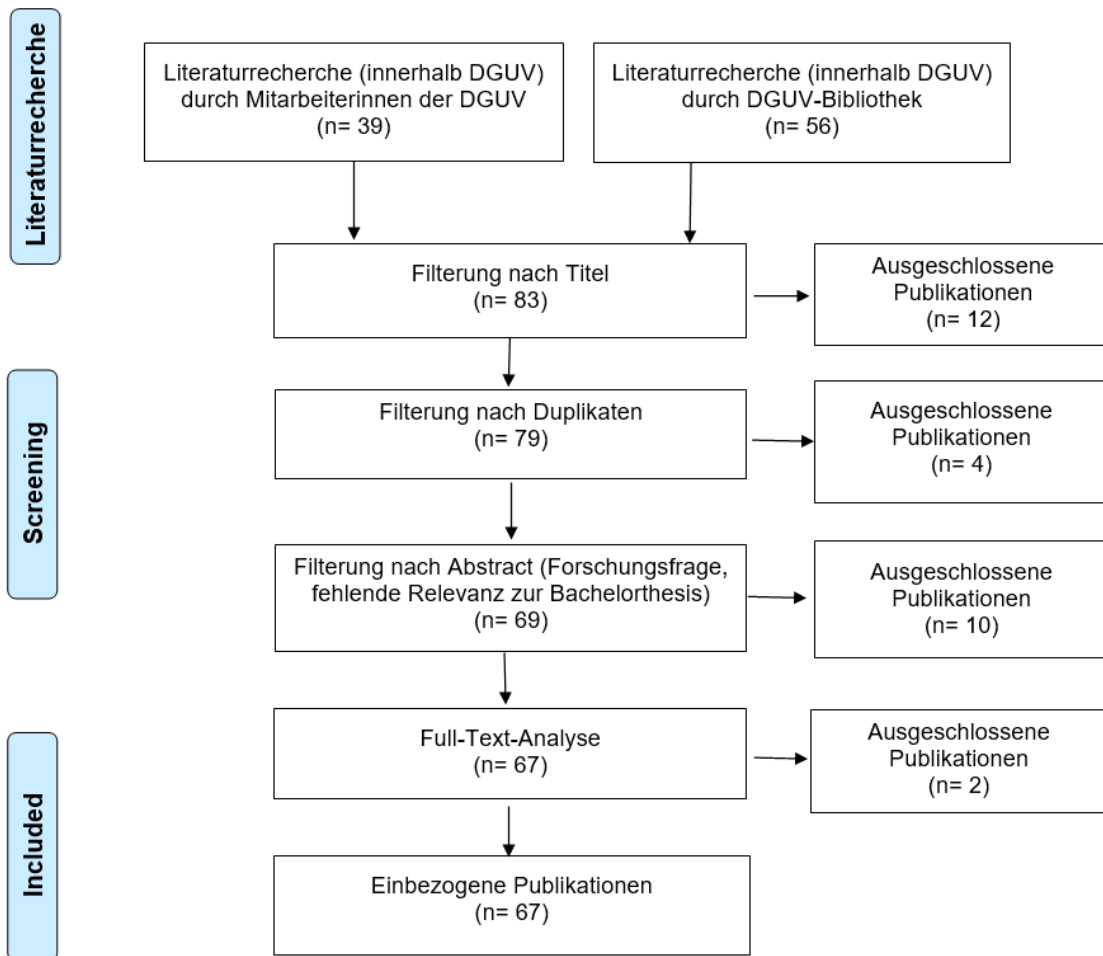 Literaturrecherche
Literaturrecherche (innerhalb DGUV)
durch Mitarbeiterinnen der DGUV
(n= 39)
Literaturrecherche (innerhalb DGUV)
durch DGUV-Bibliothek
(n= 56)
Filterung nach Titel
(n= 83)
Ausgeschlossene
Publikationen
(n= 12)
Screening
Filterung nach Duplikaten
(n= 79)
Ausgeschlossene
Publikationen
(n= 4)
Filterung nach Abstract (Forschungsfrage,
fehlende Relevanz zur Bachelorthesis)
(n= 69)
Ausgeschlossene
Publikationen
(n= 10)
Included
Full-Text-Analyse
(n= 67)
Ausgeschlossene
Publikationen
(n= 2)
Einbezogene Publikationen
(n= 67)